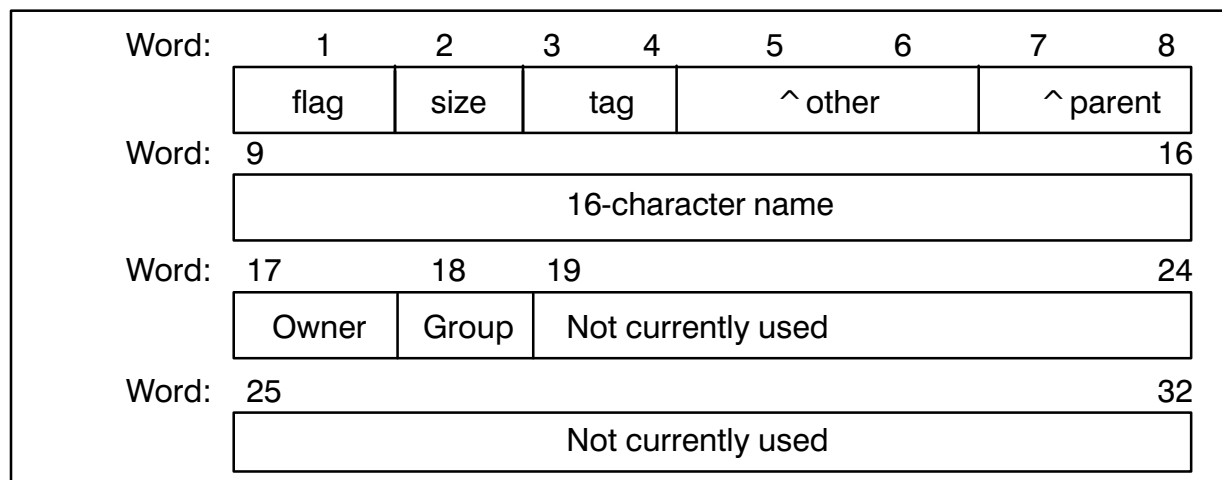 Word: 1 2 3 4 5 6 7 8
flag size tag ^ other ^ parent
Word: 9 16
16-character name
Word: 17 18 19 24
Owner Group Not currently used
Word: 25 32
Not currently used